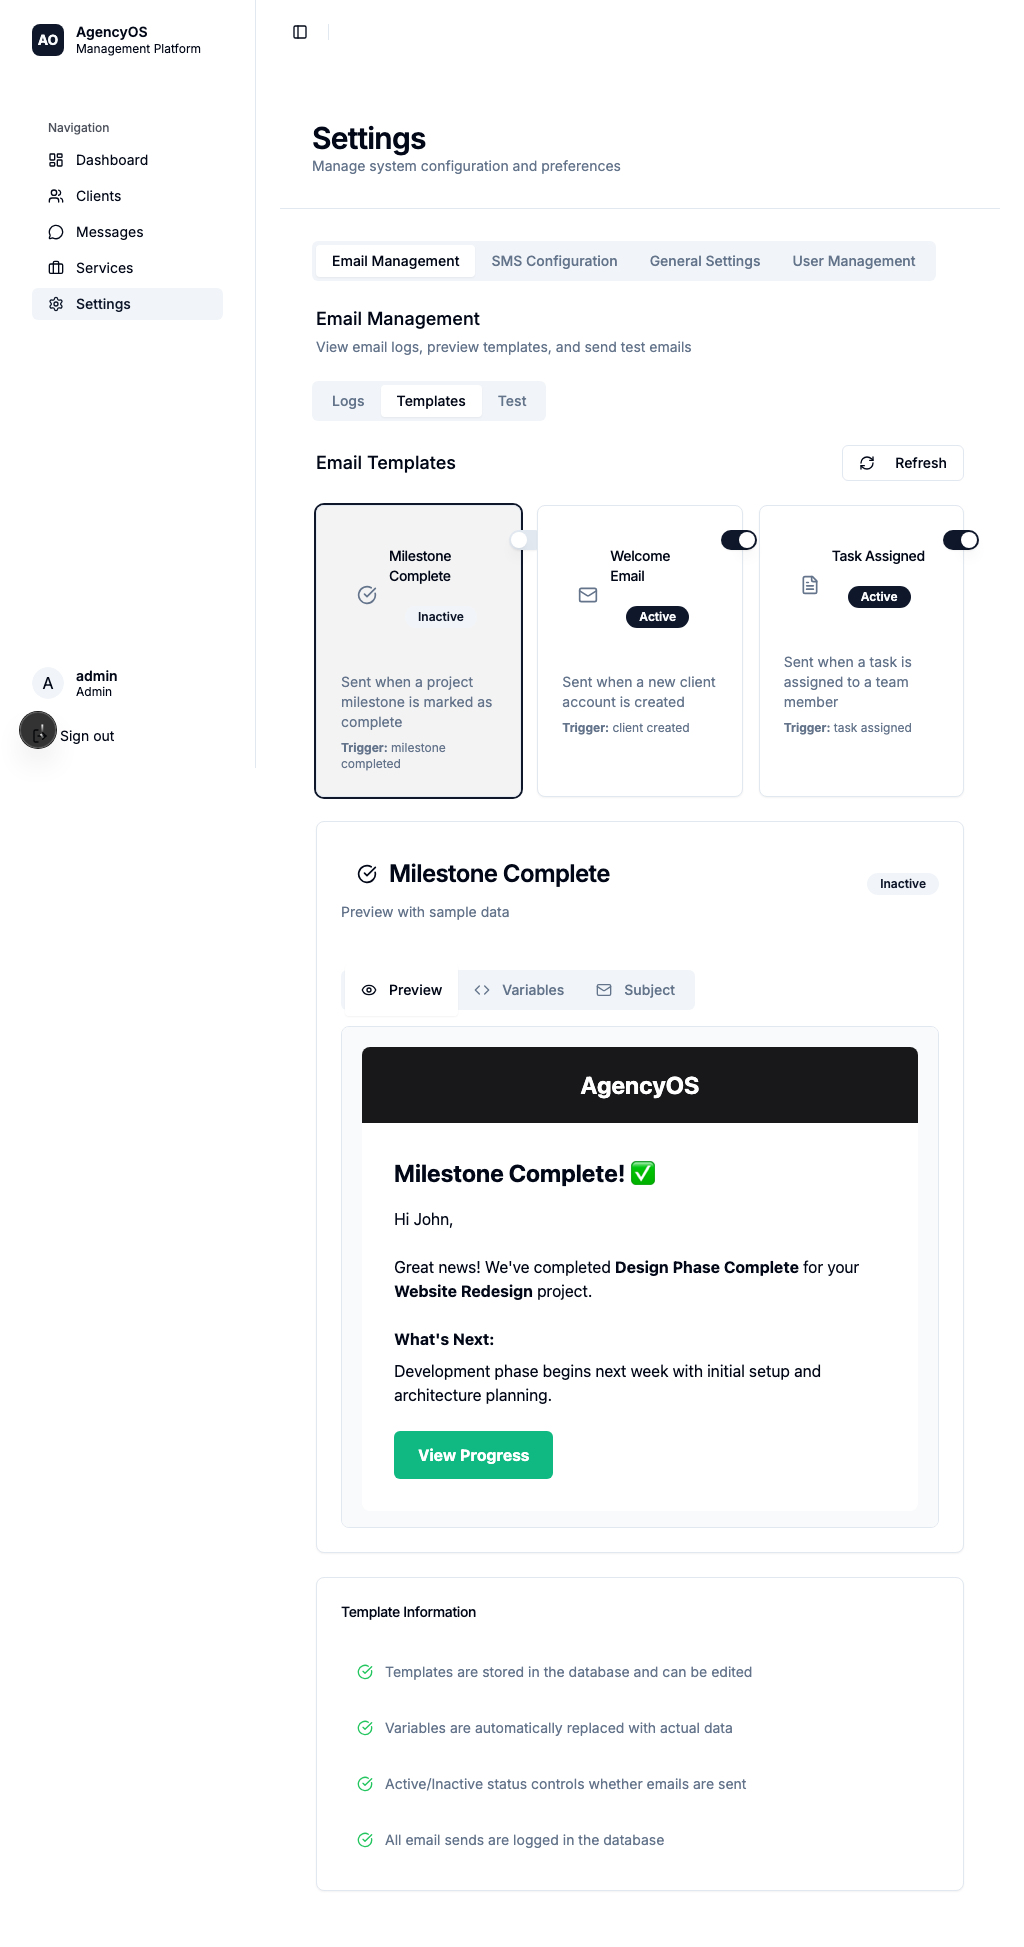 AO
AgencyOS
Management Platform
Navigation
Dashboard
Clients
Messages
Services
Settings
admin
A
Admin
Sign out
Settings
Manage system configuration and preferences
Email Management
SMS Configuration
General Settings
User Management
Email Management
View email logs, preview templates, and send test emails
Logs
Templates
Test
Email Templates
Refresh
Milestone
Complete
Inactive
Sent when a project
milestone is marked as
complete
Trigger: milestone
completed
Welcome
Email
Active
Sent when a new client
account is created
Trigger: client created
Task Assigned
Active
Sent when a task is
assigned to a team
member
Trigger: task assigned
Milestone Complete
Inactive
Preview with sample data
Preview
Variables
Subject
AgencyOS
Milestone Complete! ✅
Hi John,
Great news! We've completed Design Phase Complete for your
Website Redesign project.
What's Next:
Development phase begins next week with initial setup and
architecture planning.
View Progress
Template Information
Templates are stored in the database and can be edited
Variables are automatically replaced with actual data
Active/Inactive status controls whether emails are sent
All email sends are logged in the database